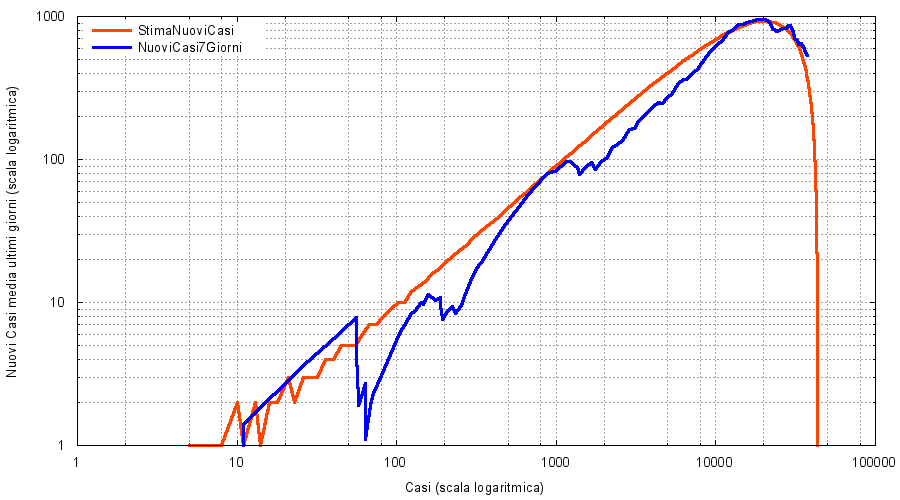 1000
StimaNuoviCasi
NuoviCasi7Giorni
100
10
1
Nuovi Casi media ultimi giorni (scala logaritmica)
1 10 100 1000 10000 100000
Casi (scala logaritmica)